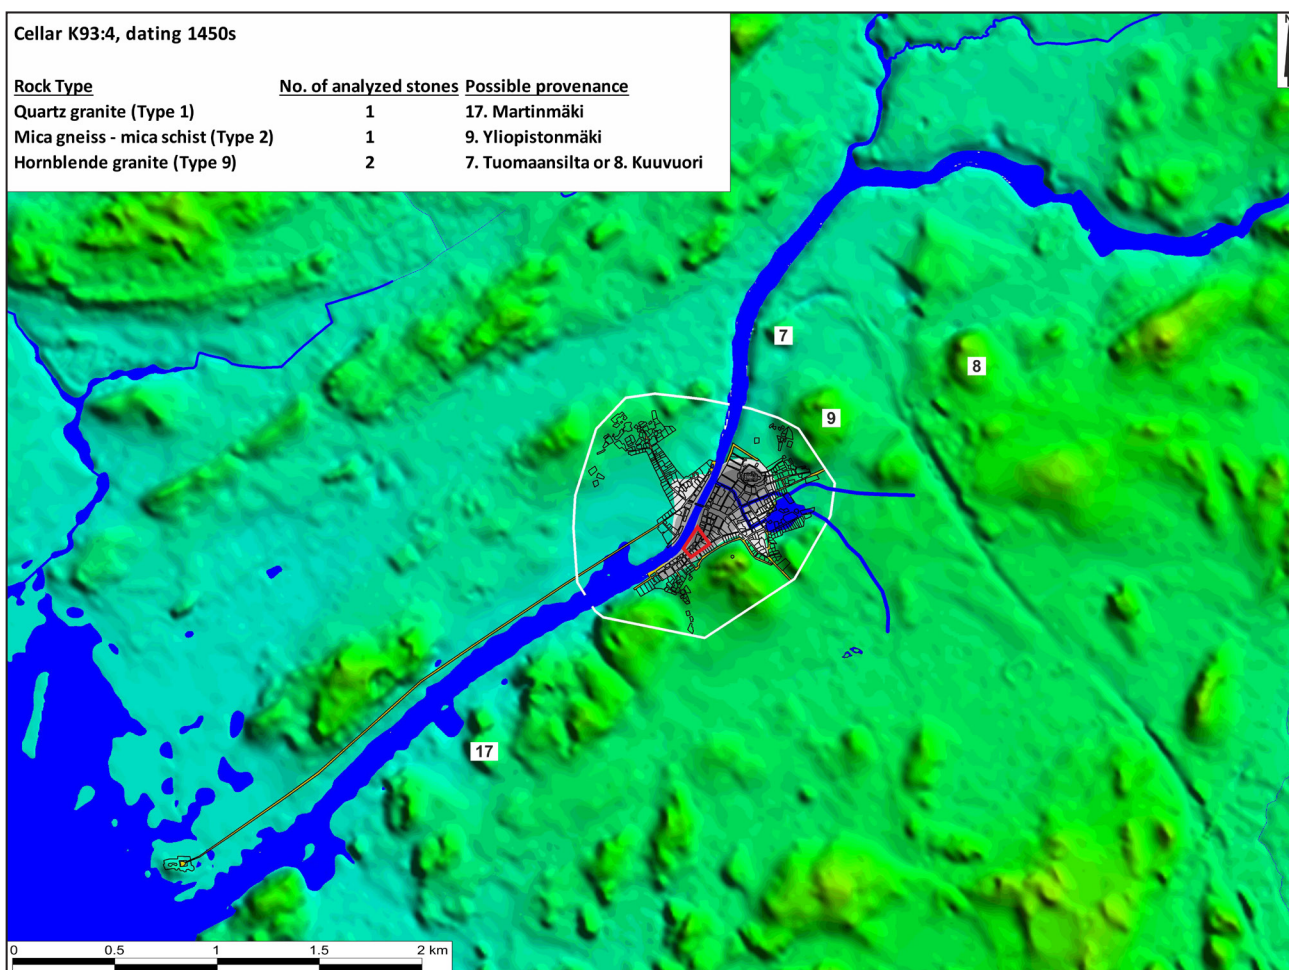 Cellar K93:4, dating 1450s
Rock Type No. of analyzed stones Possible provenance
Quartz granite (Type 1) 1 17. Martinmäki
Mica gneiss - mica schist (Type 2) 1 9. Yliopistonmäki
Hornblende granite (Type 9) 2 7. Tuomaansilta or 8. Kuuvuori
7
8
9
17
0 0.5 1 1.5 2 km